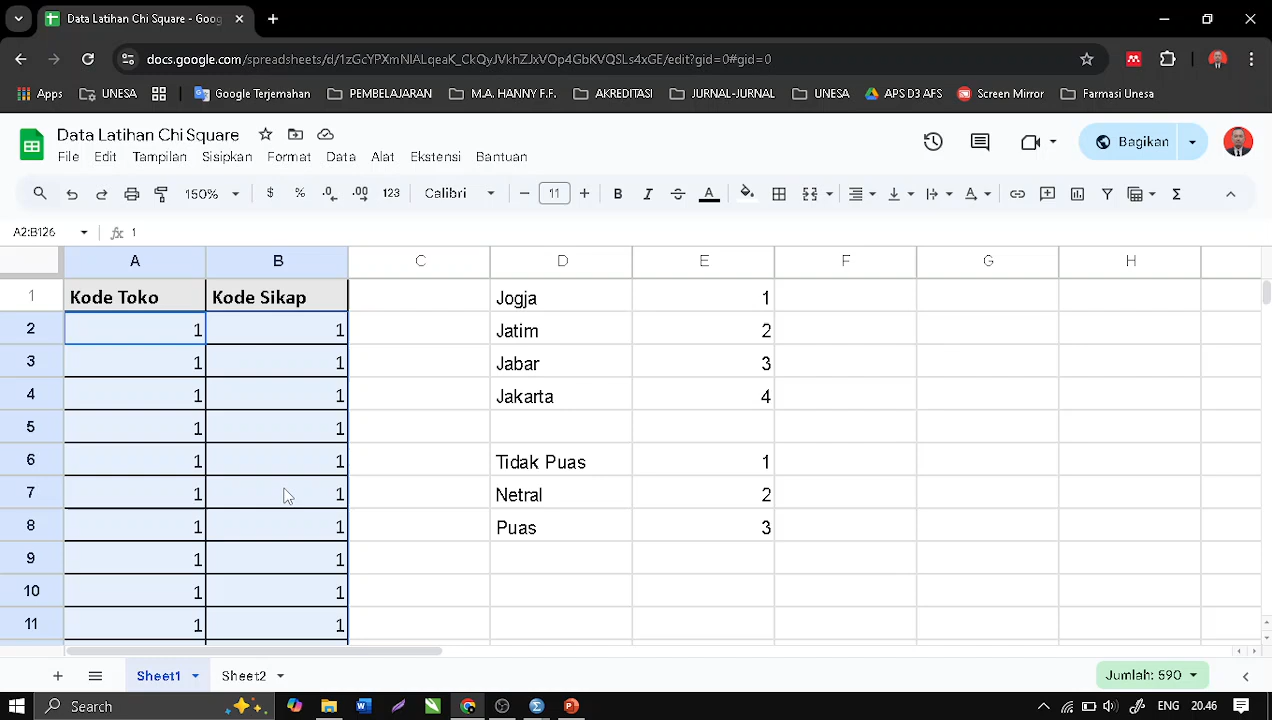 Data Latihan Chi Square - Goog
docs.google.com/spreadsheets/d/1zGcYPXmNlALqeaK_CkQyJVKhZJxVOp4GbKVQSLs4xGE/edit?gid=0#gid=0
Apps UNESA Google Terjemahan PEMBELAJARAN M.A. HANNY F.F. AKREDITASI JURNAL-JURNAL UNESA APS D3 AFS Screen Mirror Farmasi Unesa
Data Latihan Chi Square
Bagikan
File Edit Tampilan Sisipkan Format Data Alat Ekstensi Bantuan
150% $ % .0 .00 123 Calibri 11 B I S A
A2:B126 fx 1
A B C D E F G H
1 Kode Toko Kode Sikap Jogja 1
2 1 1 Jatim 2
3 1 1 Jabar 3
4 1 1 Jakarta 4
5 1 1
6 1 1 Tidak Puas 1
7 1 1 Netral 2
8 1 1 Puas 3
9 1 1
10 1 1
11 1 1
Sheet1 Sheet2 Jumlah: 590
Search ENG 20.46